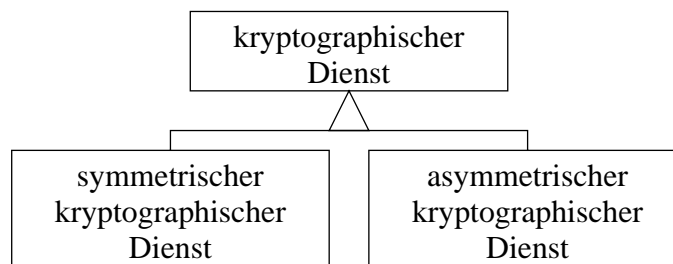 kryptographischer
Dienst
symmetrischer
kryptographischer
Dienst
asymmetrischer
kryptographischer
Dienst